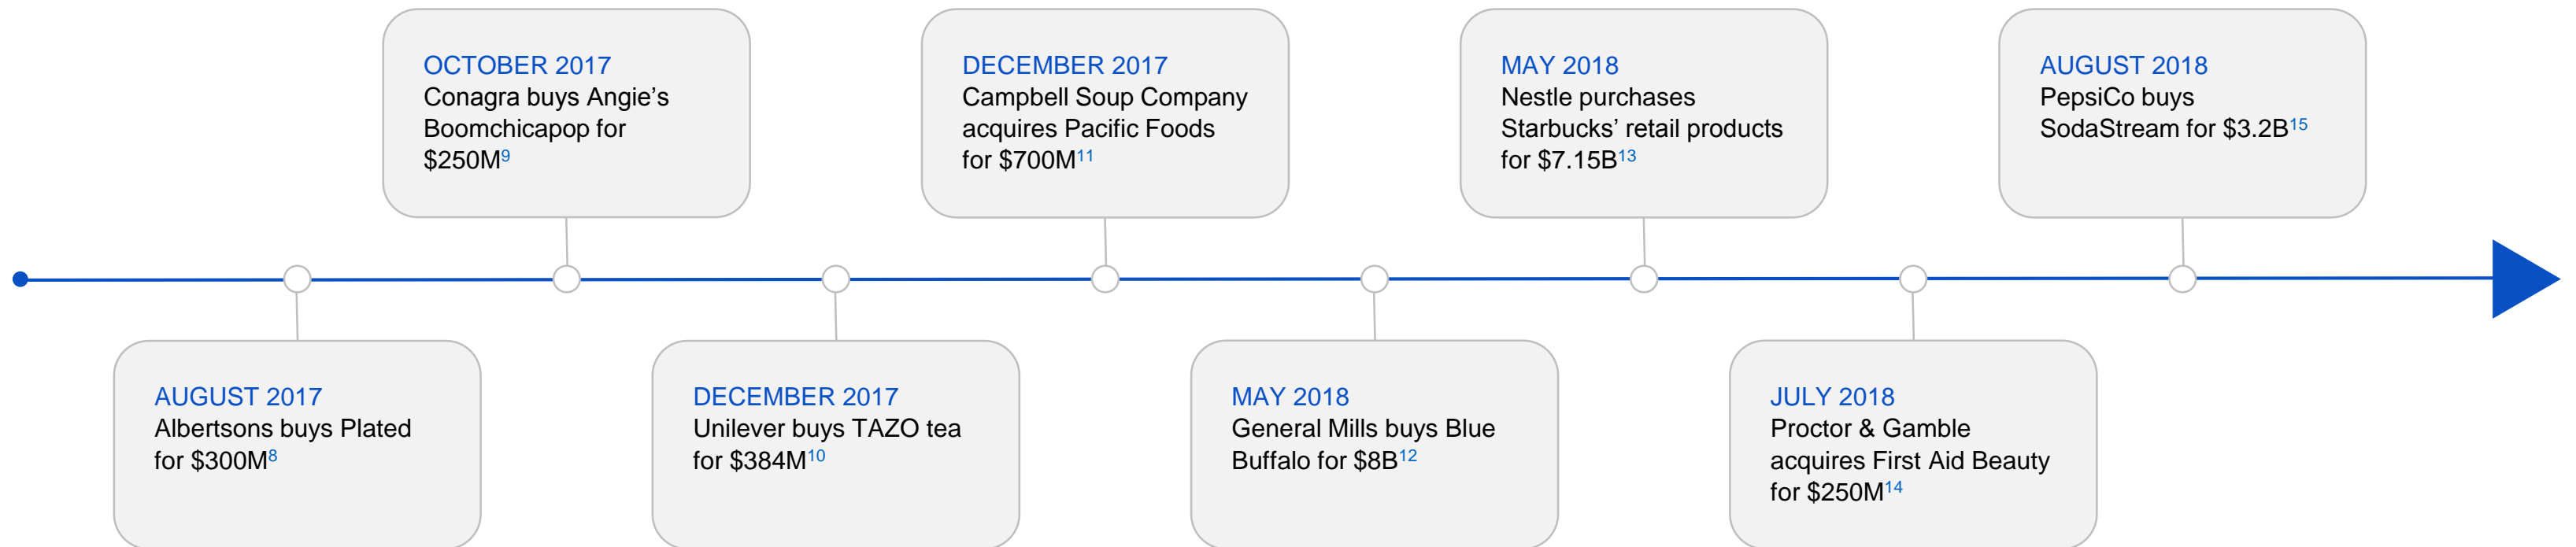 OCTOBER 2017
Conagra buys Angie’s
Boomchicapop for
$250M9
DECEMBER 2017
Campbell Soup Company
acquires Pacific Foods
for $700M11
MAY 2018
Nestle purchases
Starbucks’ retail products
for $7.15B13
AUGUST 2018
PepsiCo buys
SodaStream for $3.2B15
AUGUST 2017
Albertsons buys Plated
for $300M8
DECEMBER 2017
Unilever buys TAZO tea
for $384M10
MAY 2018
General Mills buys Blue
Buffalo for $8B12
JULY 2018
Proctor & Gamble
acquires First Aid Beauty
for $250M14